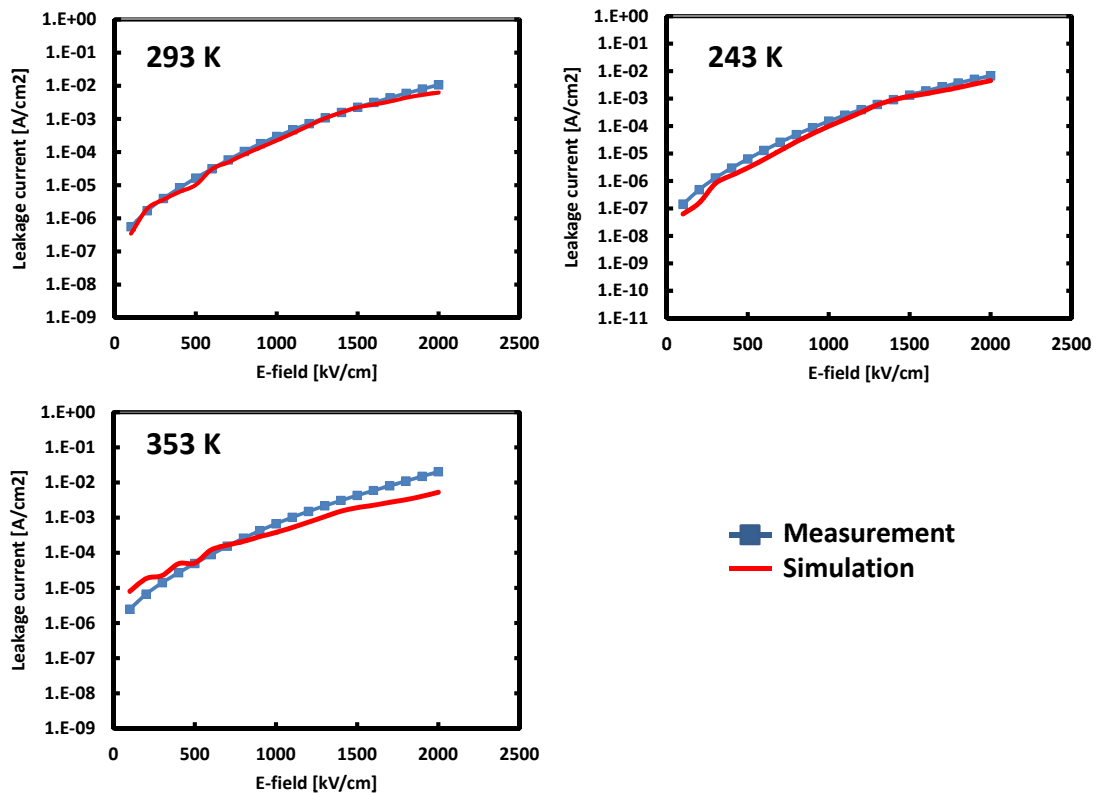 293 K
Leakage current [A/cm2]
1.E+00
1.E-01
1.E-02
1.E-03
1.E-04
1.E-05
1.E-06
1.E-07
1.E-08
1.E-09
0 500 1000 1500 2000 2500
E-field [kV/cm]
243 K
Leakage current [A/cm2]
1.E+00
1.E-01
1.E-02
1.E-03
1.E-04
1.E-05
1.E-06
1.E-07
1.E-08
1.E-09
1.E-10
1.E-11
0 500 1000 1500 2000 2500
E-field [kV/cm]
353 K
Leakage currrent [A/cm2]
1.E+00
1.E-01
1.E-02
1.E-03
1.E-04
1.E-05
1.E-06
1.E-07
1.E-08
1.E-09
0 500 1000 1500 2000 2500
E-field [kV/cm]
Measurement
Simulation